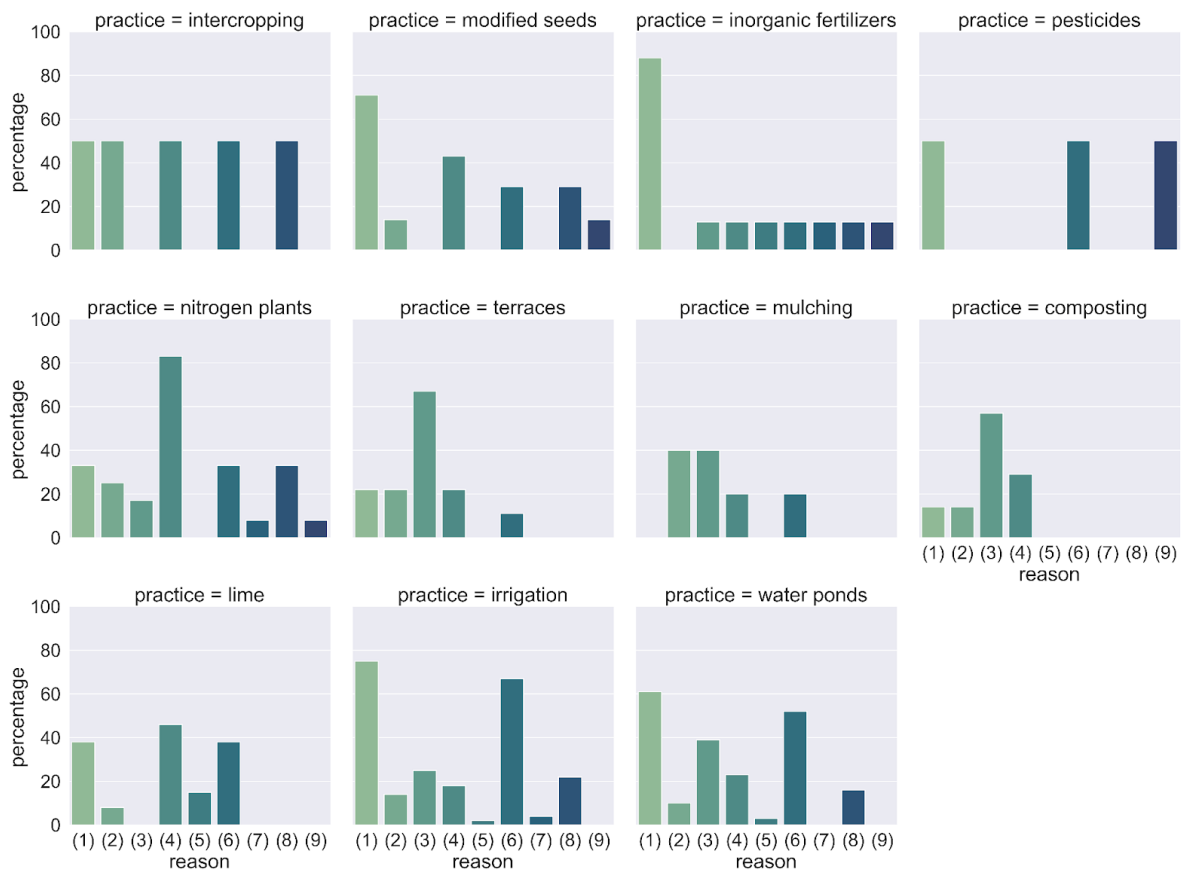 practice = intercropping
practice = modified seeds
practice = inorganic fertilizers
practice = pesticides
percentage
100
80
60
40
20
0
practice = nitrogen plants
practice = terraces
practice = mulching
practice = composting
percentage
100
80
60
40
20
0
(1) (2) (3) (4) (5) (6) (7) (8) (9)
reason
practice = lime
practice = irrigation
practice = water ponds
percentage
100
80
60
40
20
0
(1) (2) (3) (4) (5) (6) (7) (8) (9)
reason
(1) (2) (3) (4) (5) (6) (7) (8) (9)
reason
(1) (2) (3) (4) (5) (6) (7) (8) (9)
reason